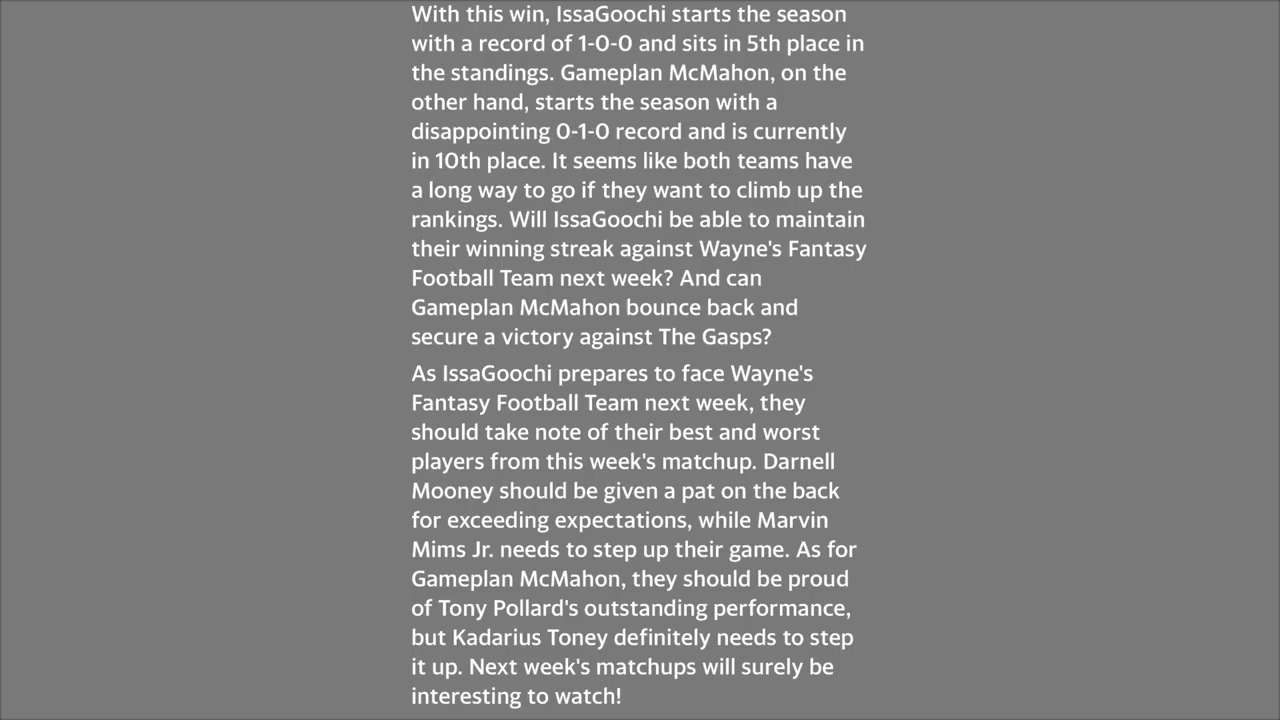 With this win, IssaGoochi starts the season
with a record of 1-0-0 and sits in 5th place in
the standings. Gameplan McMahon, on the
other hand, starts the season with a
disappointing 0-1-0 record and is currently
in 10th place. It seems like both teams have
a long way to go if they want to climb up the
rankings. Will IssaGoochi be able to maintain
their winning streak against Wayne's Fantasy
Football Team next week? And can
Gameplan McMahon bounce back and
secure a victory against The Gasps?
As IssaGoochi prepares to face Wayne's
Fantasy Football Team next week, they
should take note of their best and worst
players from this week's matchup. Darnell
Mooney should be given a pat on the back
for exceeding expectations, while Marvin
Mims Jr. needs to step up their game. As for
Gameplan McMahon, they should be proud
of Tony Pollard's outstanding performance,
but Kadarius Toney definitely needs to step
it up. Next week's matchups will surely be
interesting to watch!